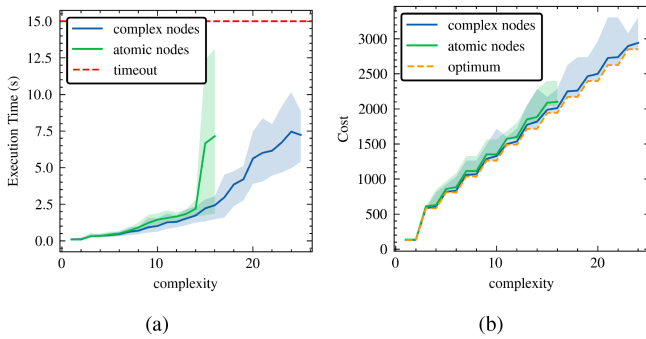 15.0
12.5
10.0
7.5
5.0
2.5
0.0
Execution Time (s)
complex nodes
atomic nodes
timeout
0
10
20
complexity
(a)
3000
2500
2000
1500
1000
500
0
Cost
complex nodes
atomic nodes
optimum
0
10
20
complexity
(b)